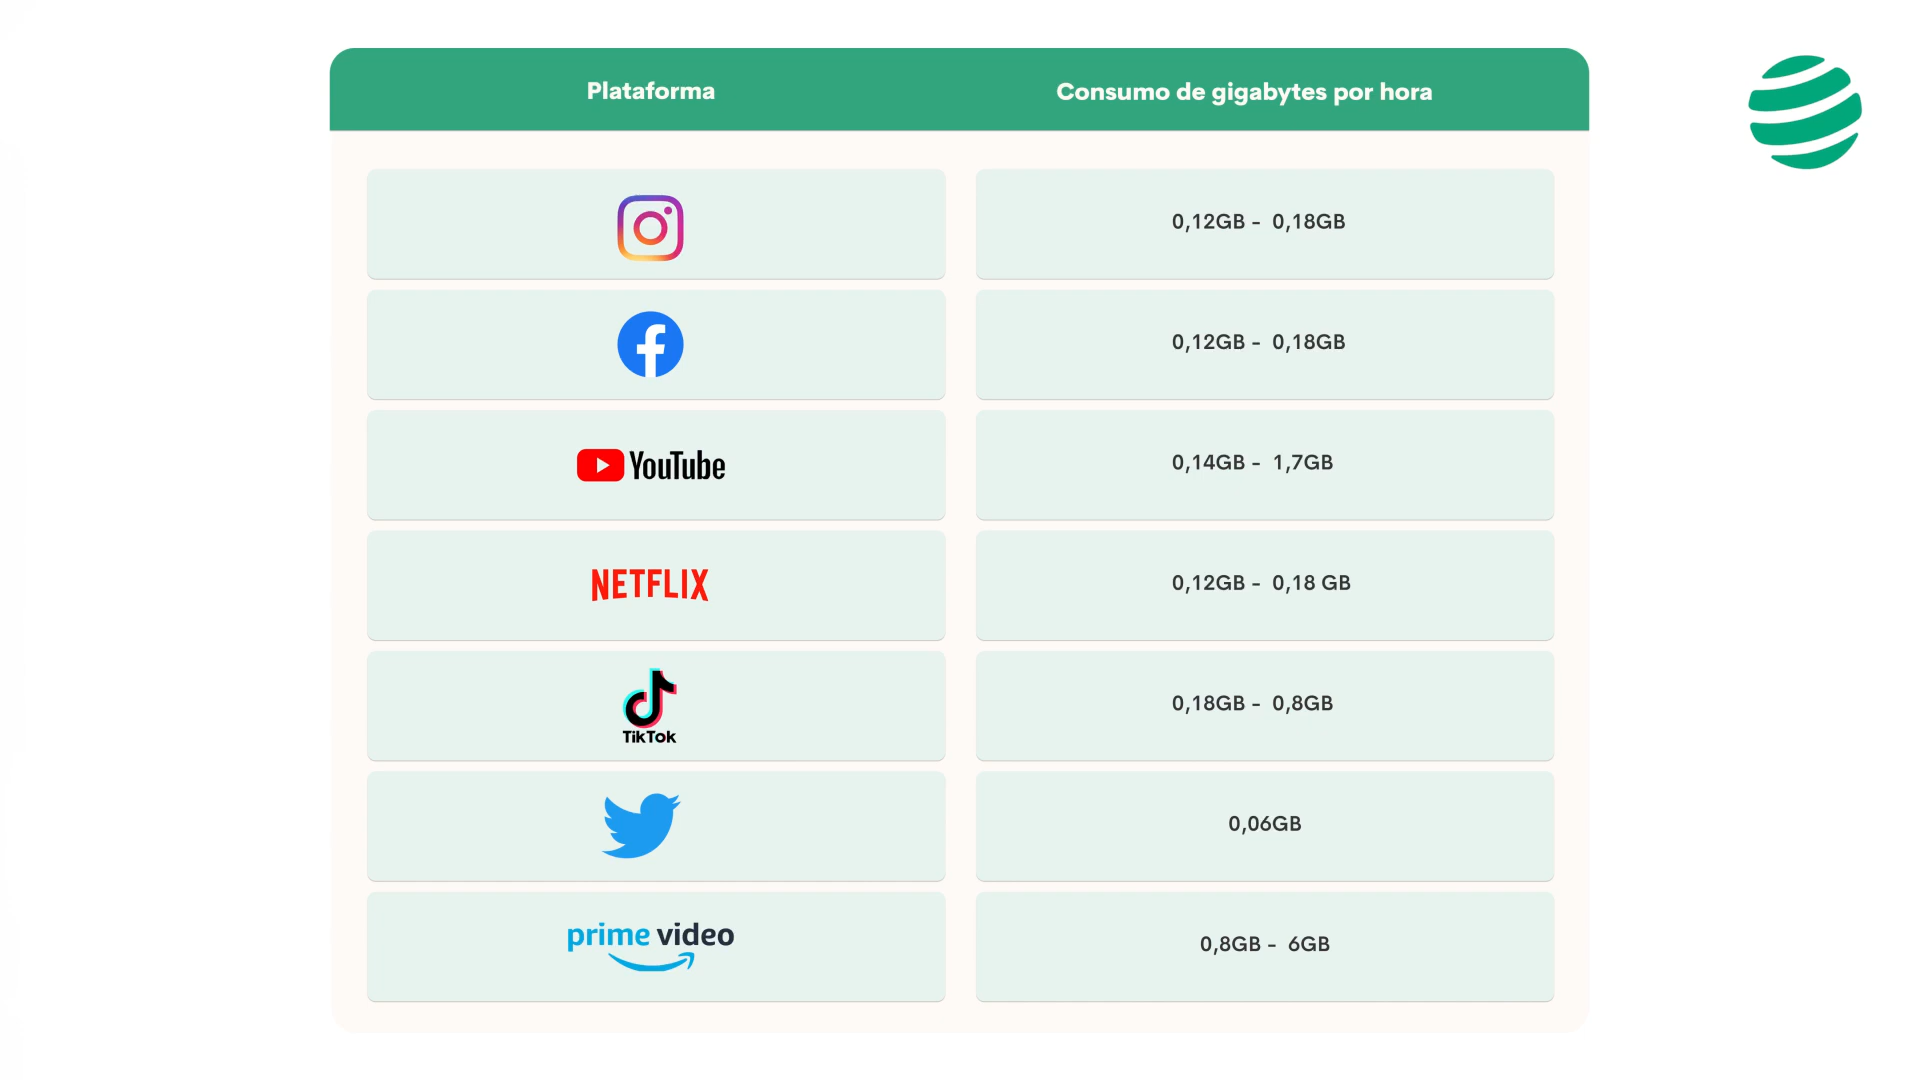 Plataforma
Consumo de gigabytes por hora
0,12GB - 0,18GB
0,12GB - 0,18GB
YouTube
0,14GB - 1,7GB
NETFLIX
0,12GB - 0,18 GB
TikTok
0,18GB - 0,8GB
0,06GB
prime video
0,8GB - 6GB